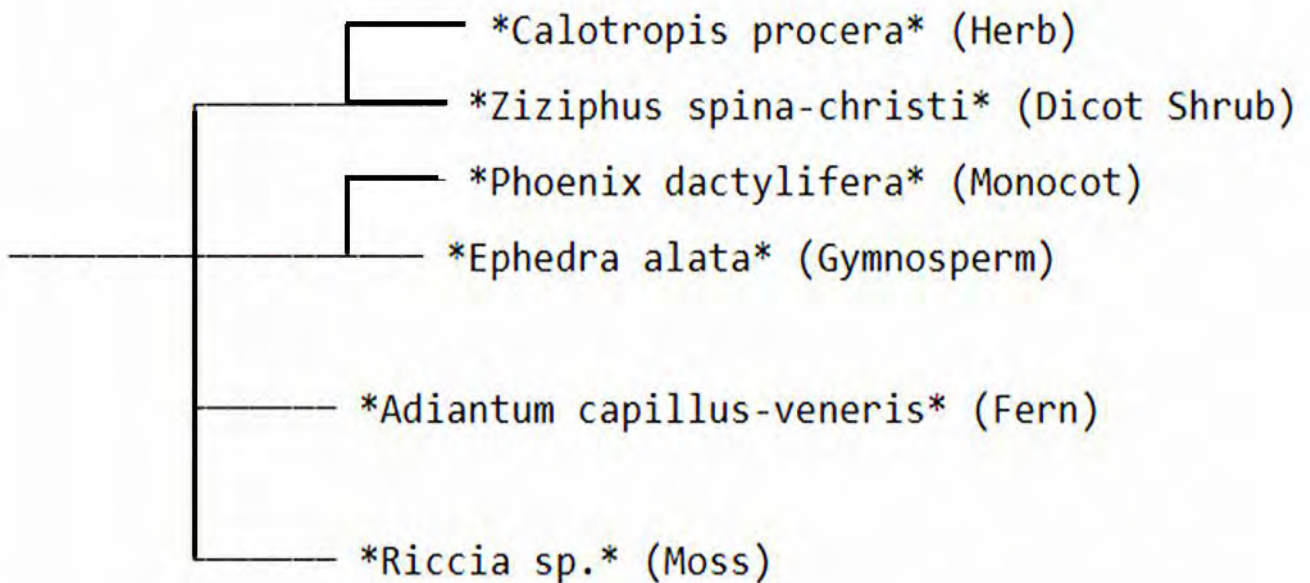 *Calotropis procera* (Herb)
*Ziziphus spina-christi* (Dicot Shrub)
*Phoenix dactylifera* (Monocot)
*Ephedra alata* (Gymnosperm)
*Adiantum capillus-veneris* (Fern)
*Riccia sp.* (Moss)